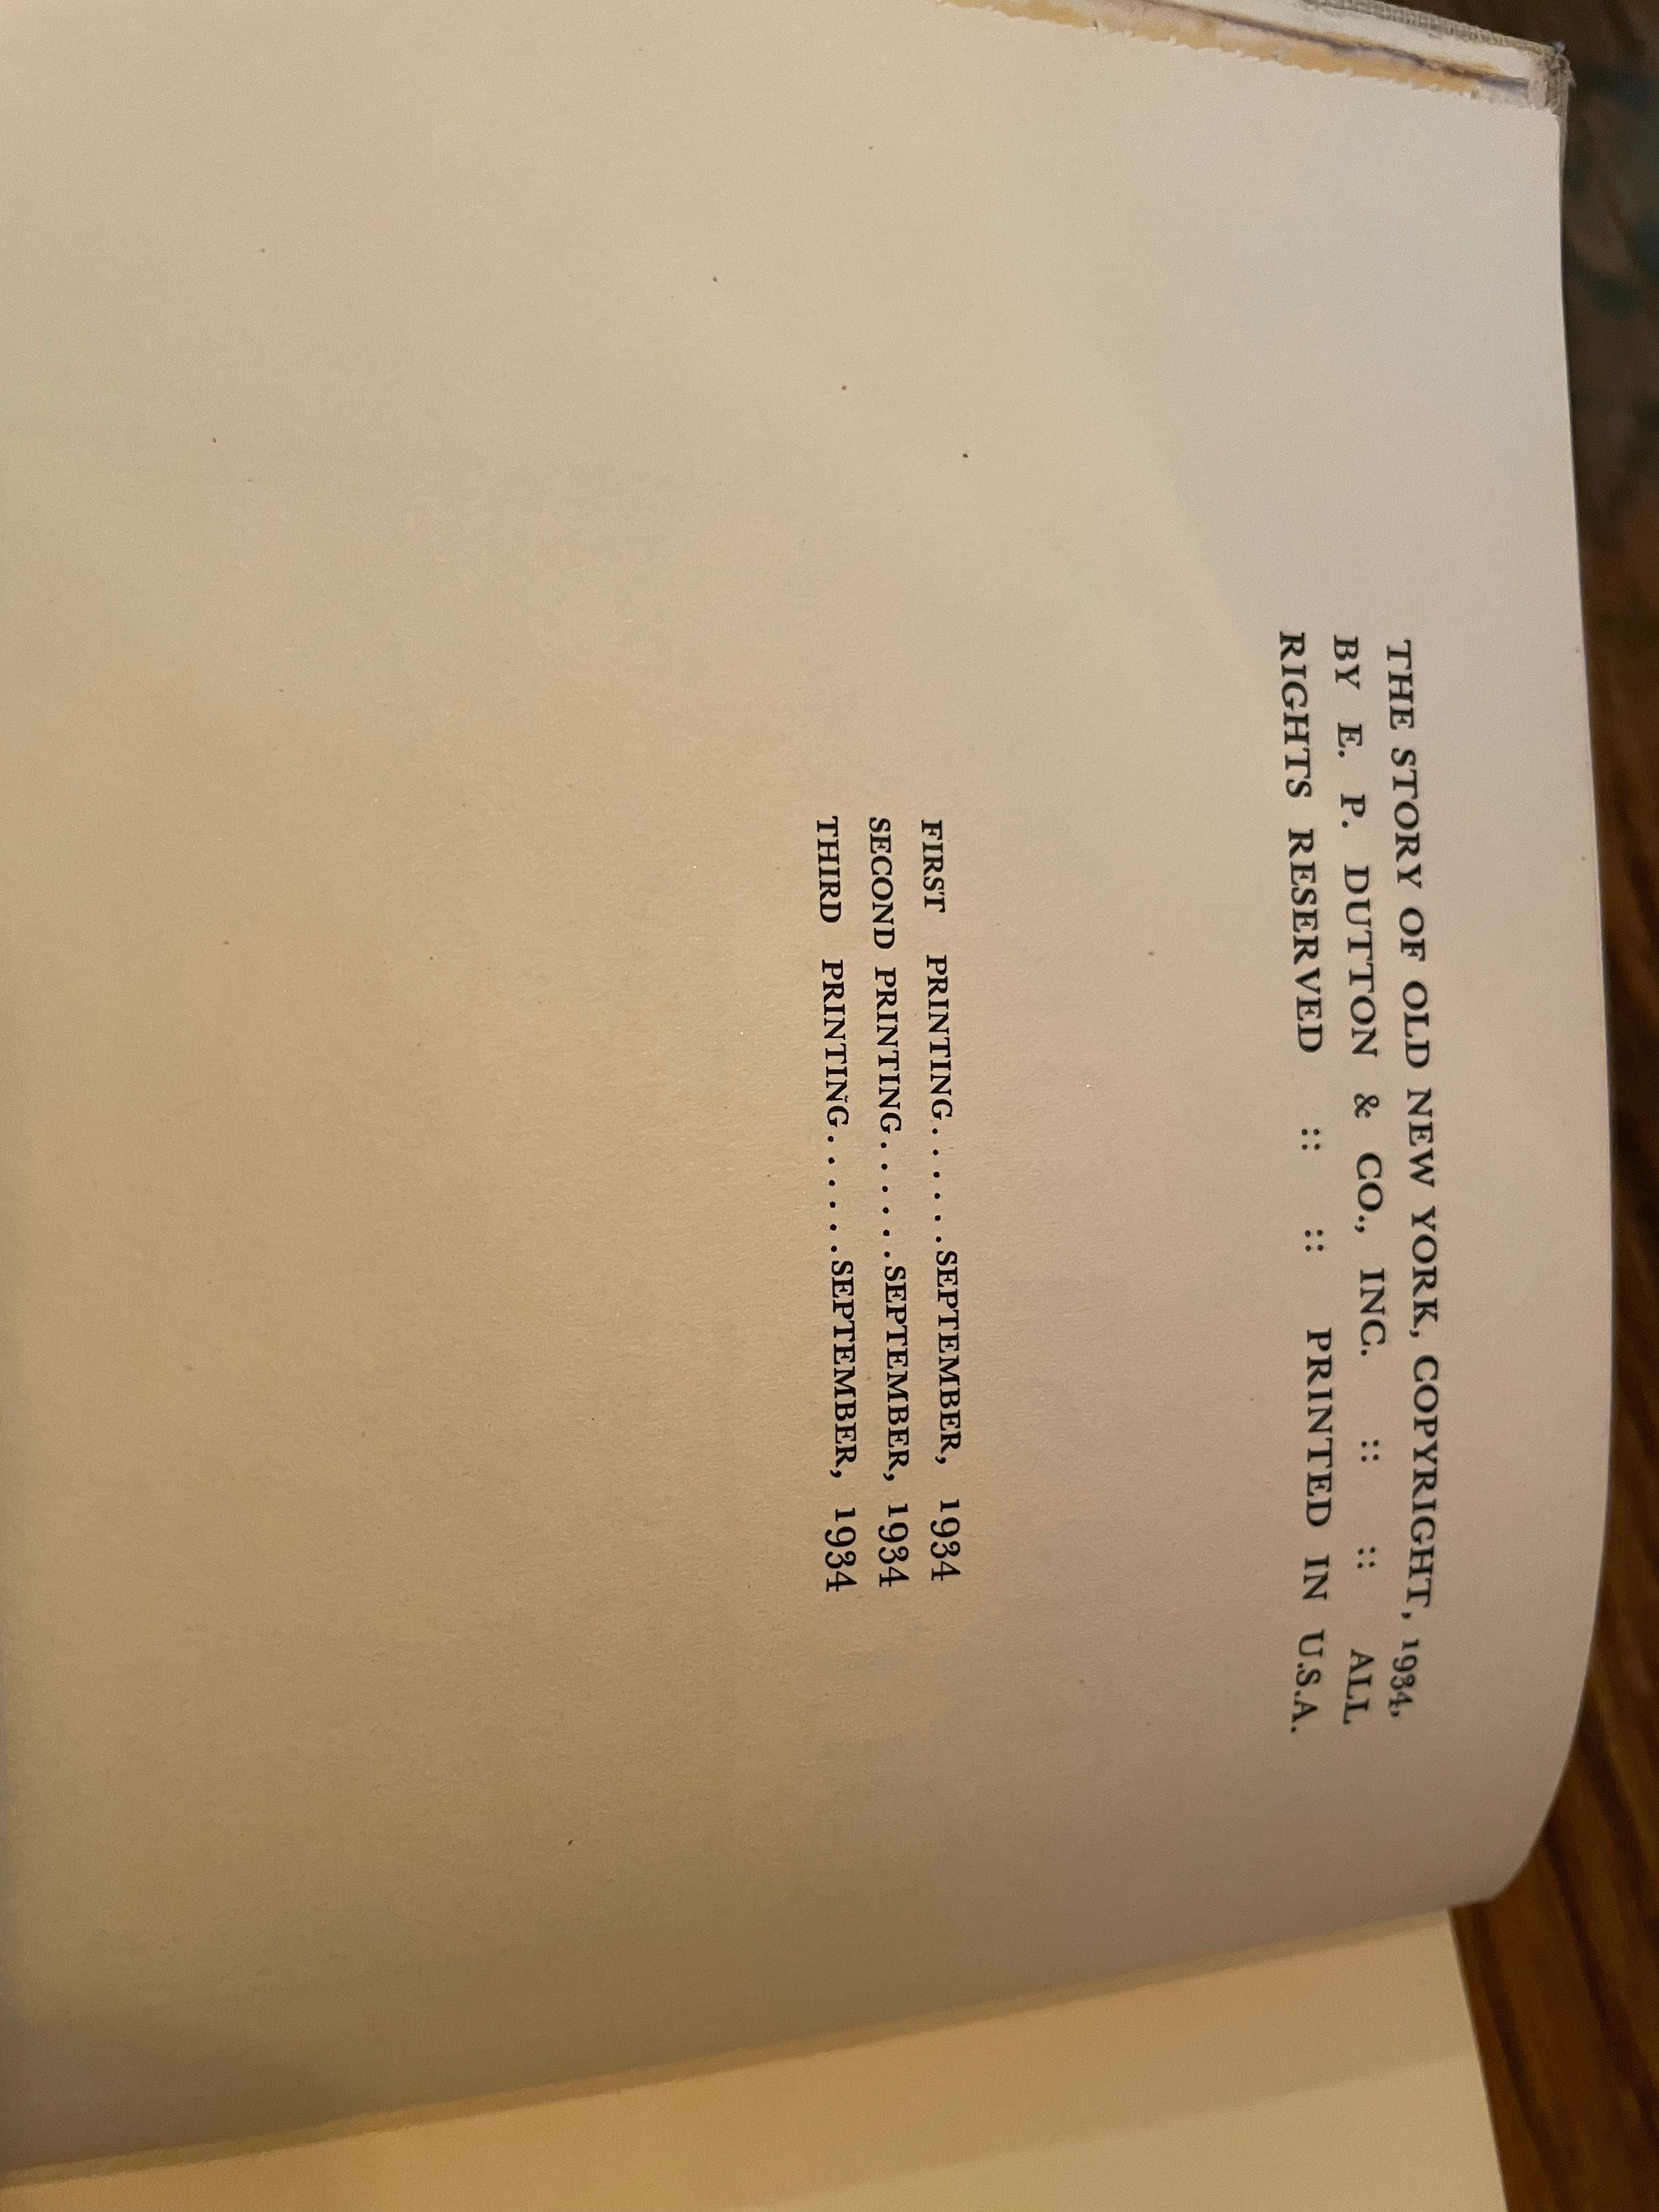 THE STORY OF OLD NEW YORK, COPYRIGHT, 1934,
BY E. P. DUTTON & CO., INC. :: :: ALL
RIGHTS RESERVED :: :: PRINTED IN U.S.A.
FIRST PRINTING......SEPTEMBER, 1934
SECOND PRINTING......SEPTEMBER, 1934
THIRD PRINTING......SEPTEMBER, 1934